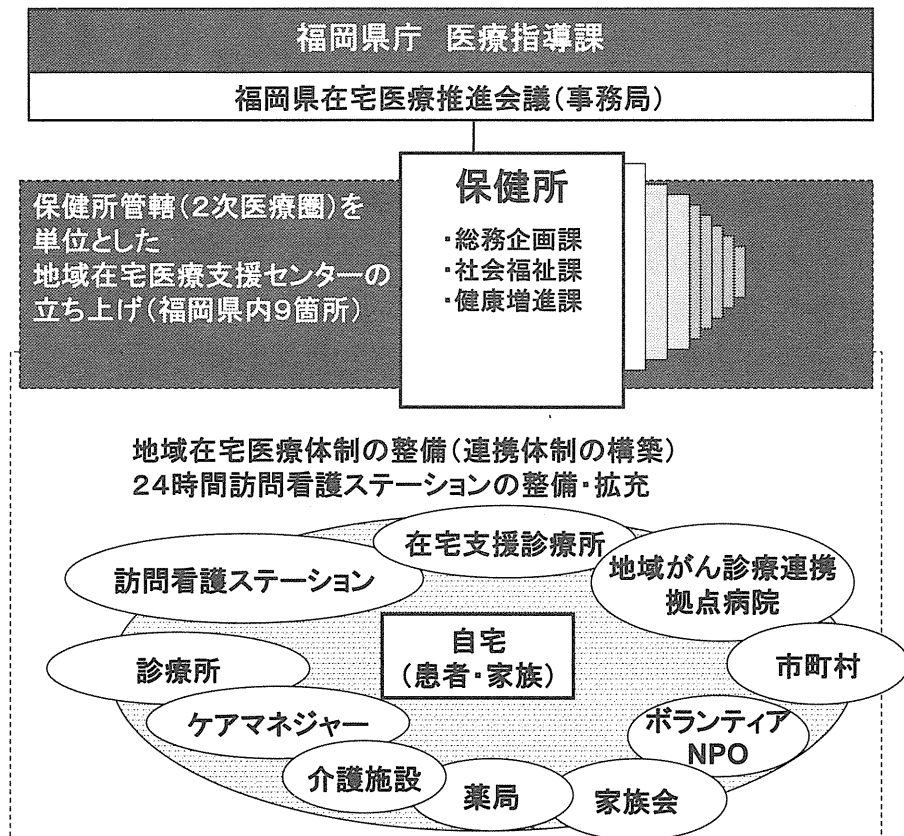 福岡県庁 医療指導課
福岡県在宅医療推進会議(事務局)
保健所
・総務企画課
・社会福祉課
・健康増進課
保健所管轄(2次医療圏)を
単位とした
地域在宅医療支援センターの
立ち上げ(福岡県内9箇所)
地域在宅医療体制の整備(連携体制の構築)
24時間訪問看護ステーションの整備・拡充
在宅支援診療所
訪問看護ステーション
地域がん診療連携
拠点病院
自宅
(患者・家族)
診療所
市町村
ケアマネジャー
ボランティア
NPO
介護施設
薬局
家族会